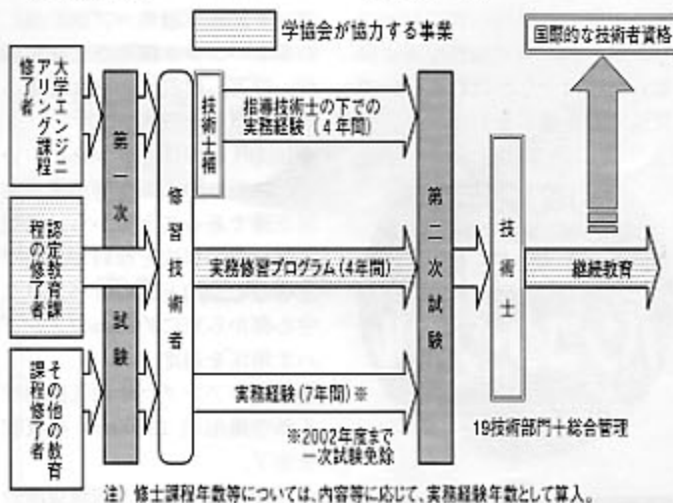 学協会が協力する事業
国際的な技術者資格
大学エンジニ
アリング課程
修了者
認定教育課
程の修了者
その他の教育
課程修了者
第一次
試験
修習技術者
技術士補
指導技術士の下での
実務経験（4年間）
実務修習プログラム（4年間）
実務経験（7年間）※
※2002年度まで
一次試験免除
第二次試験
技術士
継続教育
19技術部門＋総合管理
注）修士課程年数等については、内容等に応じて、実務経験年数として算入。